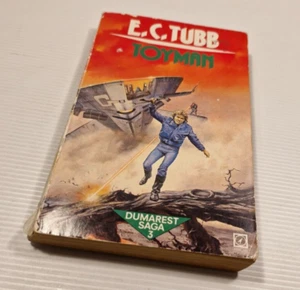 E.C.TUBB
TOYMAN
DUMAREST
SAGA
3